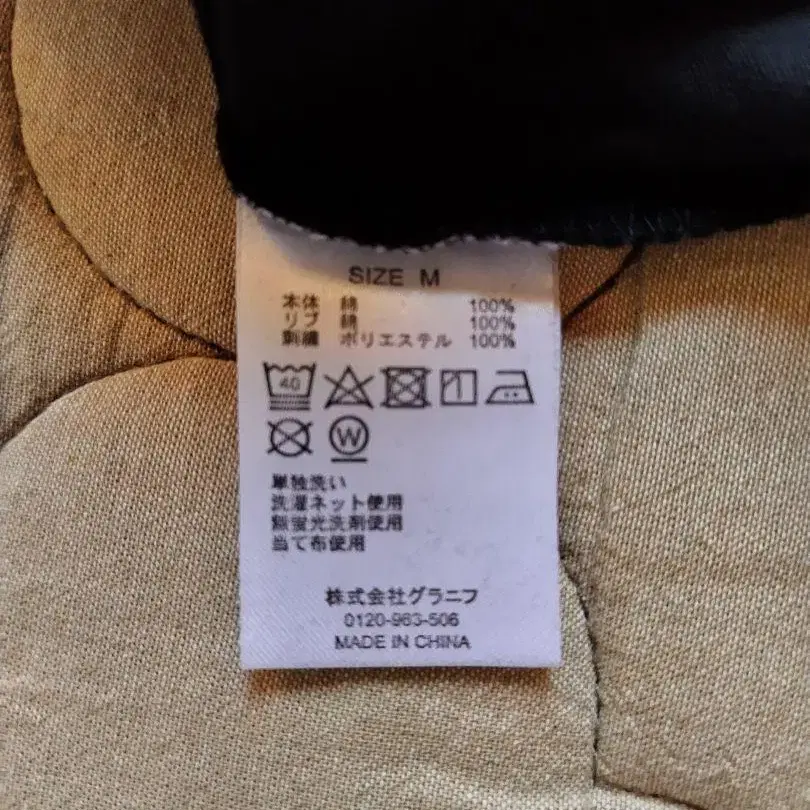 SIZE M
本体 綿 100%
リブ 綿 100%
刺繍 ポリエステル 100%
40
W
単独洗い
洗濯ネット使用
無蛍光洗剤使用
当て布使用
株式会社グラニフ
0120-963-506
MADE IN CHINA